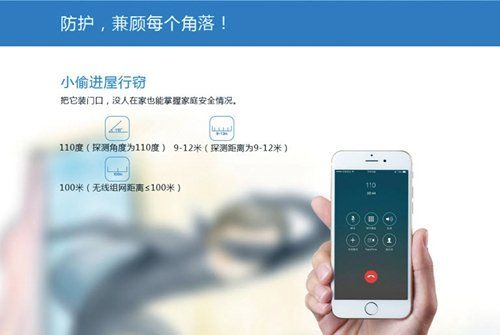 防护，兼顾每个角落！
小偷进屋行窃
把它装门口，没人在家也能掌握家庭安全情况。
110度（探测角度为110度） 9-12米（探测距离为9-12米）
100米（无线组网距离≤100米）
110